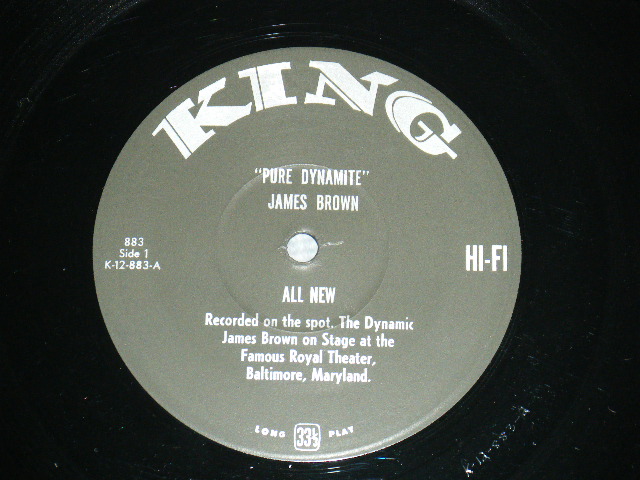 KING
"PURE DYNAMITE"
JAMES BROWN
883
Side 1
K-12-883-A
HI-FI
ALL NEW
Recorded on the spot. The Dynamic
James Brown on Stage at the
Famous Royal Theater,
Baltimore, Maryland.
LONG 33⅓ PLAY